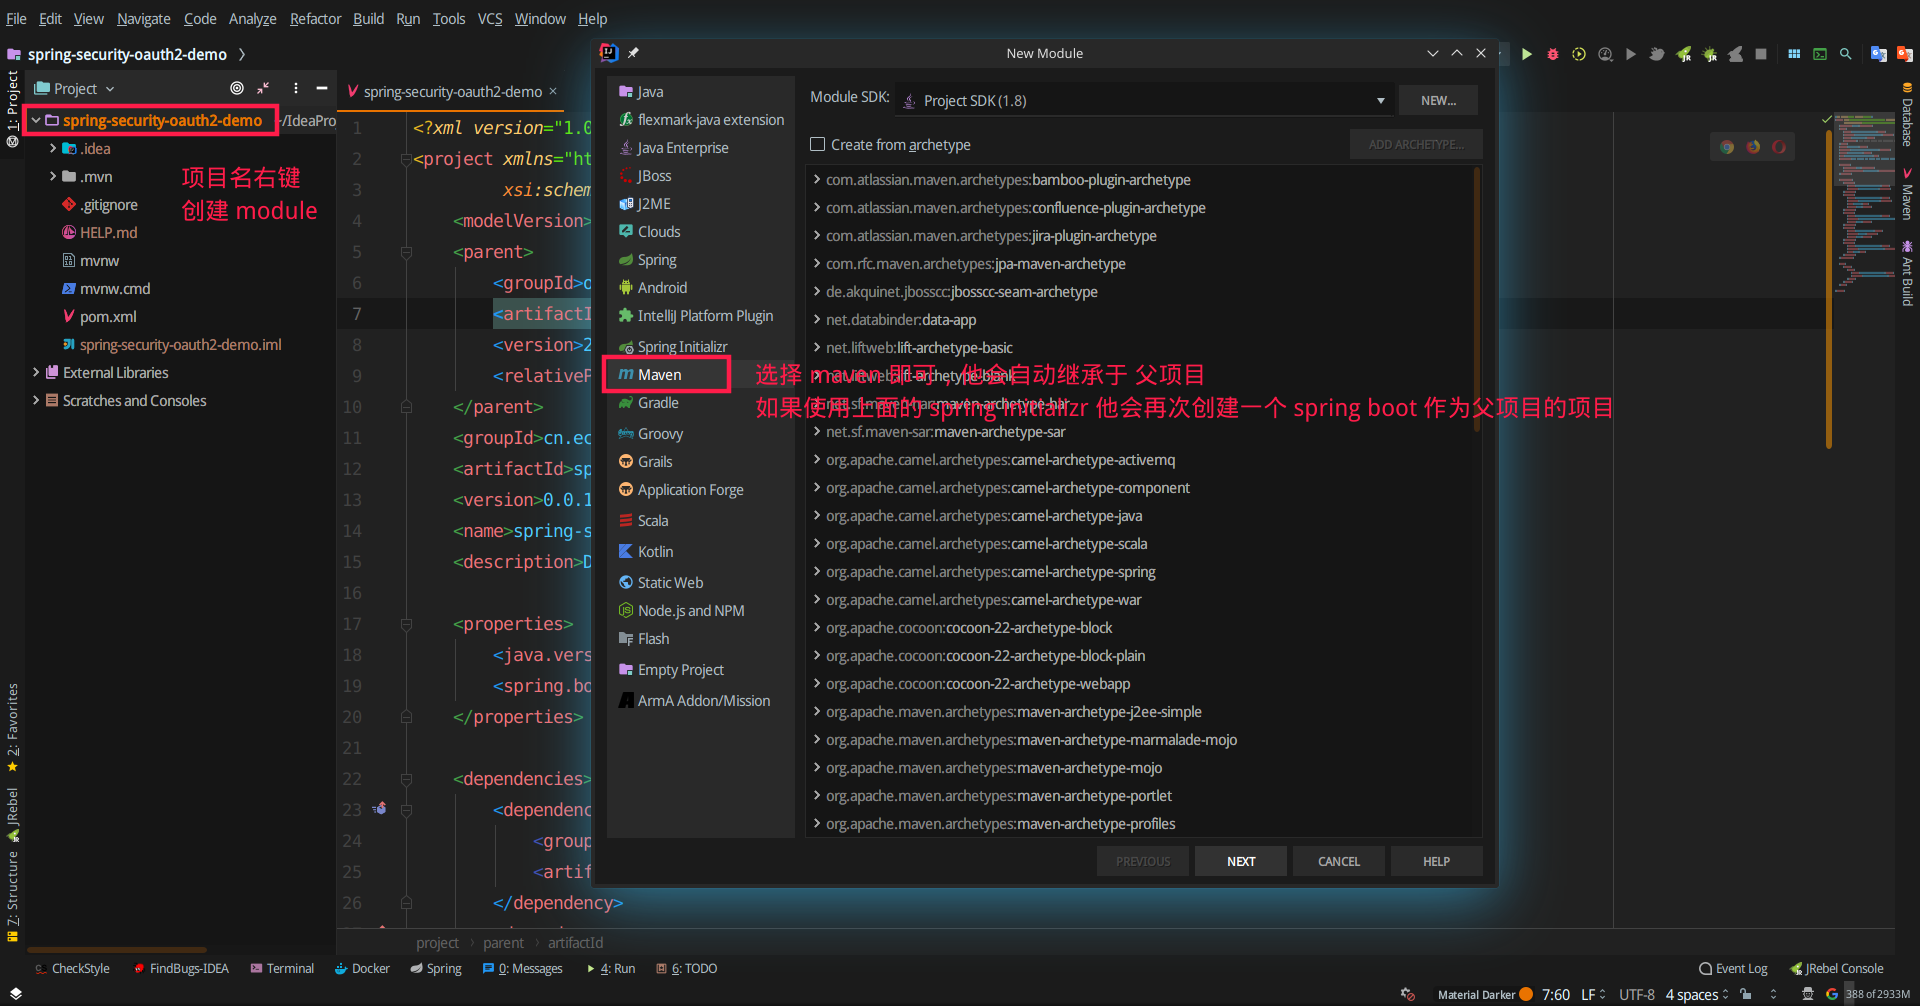 File Edit View Navigate Code Analyze Refactor Build Run Tools VCS Window Help
spring-security-oauth2-demo
Project
1: Project
spring-security-oauth2-demo
.idea
.mvn
.gitignore
HELP.md
mvnw
mvnw.cmd
pom.xml
spring-security-oauth2-demo.iml
External Libraries
Scratches and Consoles
项目名右键
创建 module
2: Favorites
JRebel
7: Structure
spring-security-oauth2-demo
1 <?xml version="1.0
2 <project xmlns="ht
3 xsi:schem
4 <modelVersion>
5 <parent>
6 <groupId>o
7 <artifactI
8 <version>2
9 <relativeP
10 </parent>
11 <groupId>cn.ec
12 <artifactId>sp
13 <version>0.0.1
14 <name>spring-s
15 <description>D
16
17 <properties>
18 <java.vers
19 <spring.bo
20 </properties>
21
22 <dependencies>
23 <dependenc
24 <group
25 <artif
26 </dependency>
project parent artifactId
New Module
Java
flexmark-java extension
Java Enterprise
JBoss
J2ME
Clouds
Spring
Android
IntelliJ Platform Plugin
Spring Initializr
Maven
Gradle
Groovy
Grails
Application Forge
Scala
Kotlin
Static Web
Node.js and NPM
Flash
Empty Project
ArmA Addon/Mission
Module SDK: Project SDK (1.8) NEW...
Create from archetype ADD ARCHETYPE...
com.atlassian.maven.archetypes:bamboo-plugin-archetype
com.atlassian.maven.archetypes:confluence-plugin-archetype
com.atlassian.maven.archetypes:jira-plugin-archetype
com.rfc.maven.archetypes:jpa-maven-archetype
de.akquinet.jbosscc:jbosscc-seam-archetype
net.databinder:data-app
net.liftweb:lift-archetype-basic
选择 maven 即可，他会自动继承于 父项目
如果使用上面的 spring initialzr 他会再次创建一个 spring boot 作为父项目的项目
net.sf.maven-sar:maven-archetype-sar
org.apache.camel.archetypes:camel-archetype-activemq
org.apache.camel.archetypes:camel-archetype-component
org.apache.camel.archetypes:camel-archetype-java
org.apache.camel.archetypes:camel-archetype-scala
org.apache.camel.archetypes:camel-archetype-spring
org.apache.camel.archetypes:camel-archetype-war
org.apache.cocoon:cocoon-22-archetype-block
org.apache.cocoon:cocoon-22-archetype-block-plain
org.apache.cocoon:cocoon-22-archetype-webapp
org.apache.maven.archetypes:maven-archetype-j2ee-simple
org.apache.maven.archetypes:maven-archetype-marmalade-mojo
org.apache.maven.archetypes:maven-archetype-mojo
org.apache.maven.archetypes:maven-archetype-portlet
org.apache.maven.archetypes:maven-archetype-profiles
PREVIOUS NEXT CANCEL HELP
Database
Maven
Ant Build
CheckStyle FindBugs-IDEA Terminal Docker Spring 0: Messages 4: Run 6: TODO Event Log JRebel Console
Material Darker 7:60 LF UTF-8 4 spaces 388 of 2933M